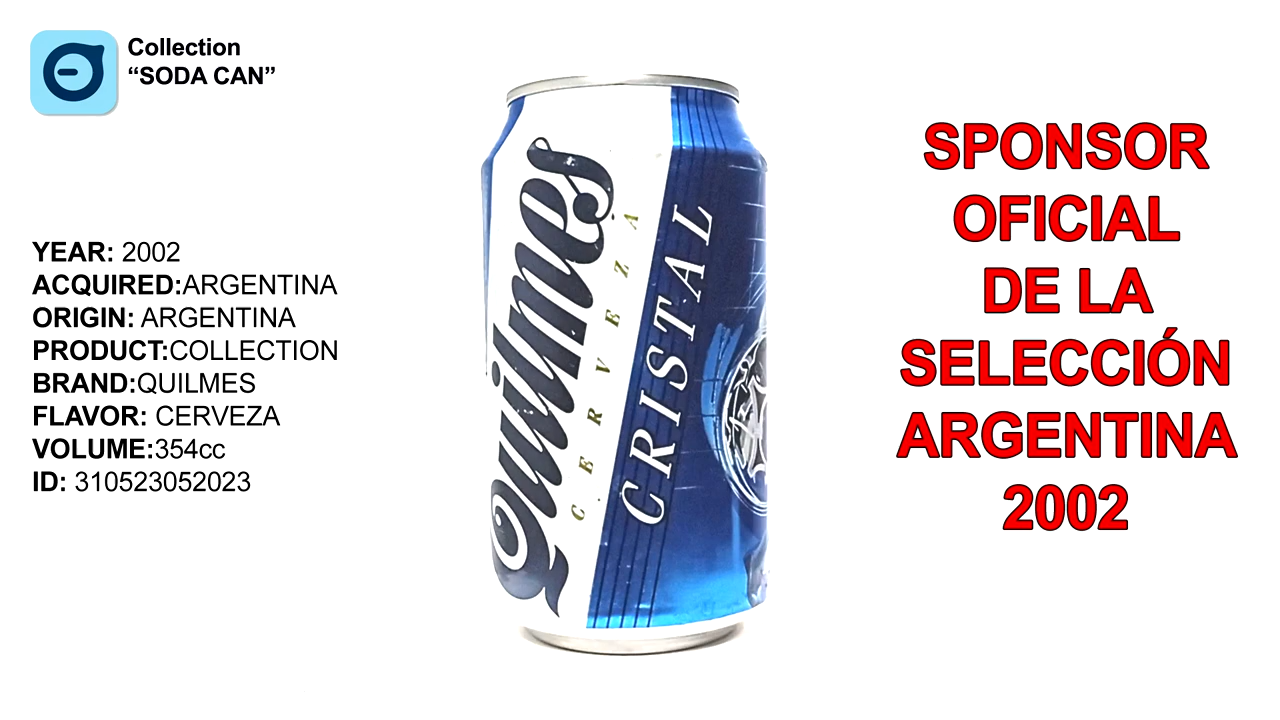 Collection
“SODA CAN”
YEAR: 2002
ACQUIRED:ARGENTINA
ORIGIN: ARGENTINA
PRODUCT:COLLECTION
BRAND:QUILMES
FLAVOR: CERVEZA
VOLUME:354cc
ID: 310523052023
Quilmes
CERVEZA
CRISTAL
SPONSOR
OFICIAL
DE LA
SELECCIÓN
ARGENTINA
2002